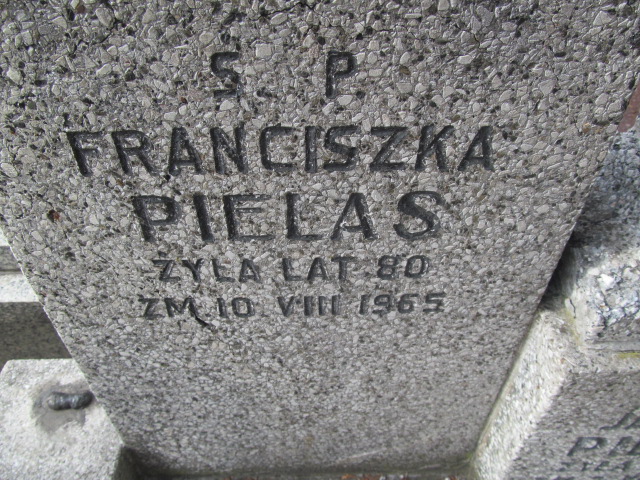 Ś. P.
FRANCISZKA
PIELAS
ŻYŁA LAT 80
ZM 10 VIII 1965